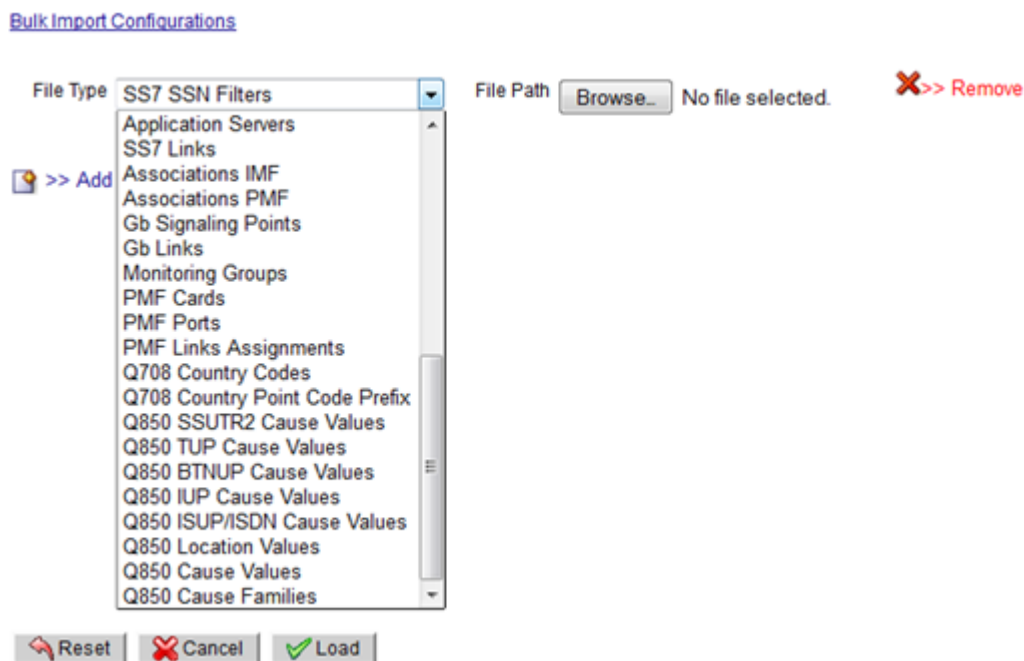 Bulk Import Configurations
File Type SS7 SSN Filters File Path Browse... No file selected. >> Remove
Application Servers
SS7 Links
>> Add Associations IMF
Associations PMF
Gb Signaling Points
Gb Links
Monitoring Groups
PMF Cards
PMF Ports
PMF Links Assignments
Q708 Country Codes
Q708 Country Point Code Prefix
Q850 SSUTR2 Cause Values
Q850 TUP Cause Values
Q850 BTNUP Cause Values
Q850 IUP Cause Values
Q850 ISUP/ISDN Cause Values
Q850 Location Values
Q850 Cause Values
Q850 Cause Families
Reset Cancel Load